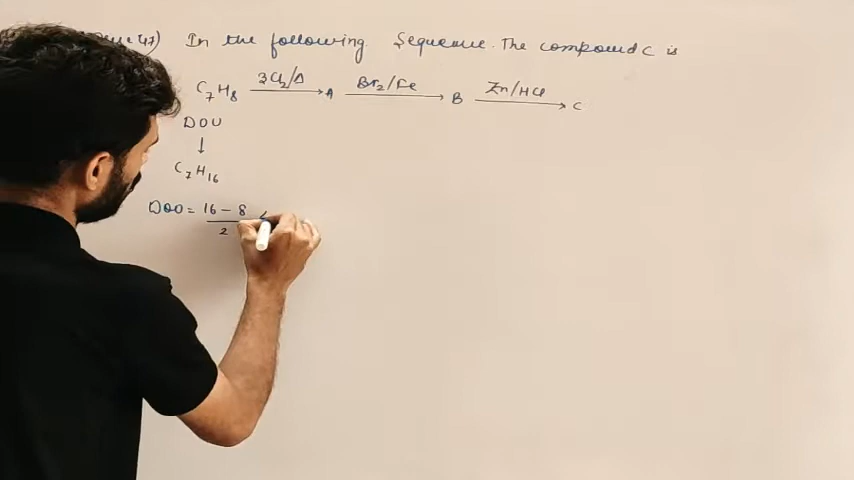 47) In the following. Sequence. The compound C is
C7H8 3Cl2/Δ → A Br2/Fe → B Zn/HCl → C
DOU
↓
C7H16
DOU = 16 - 8
2